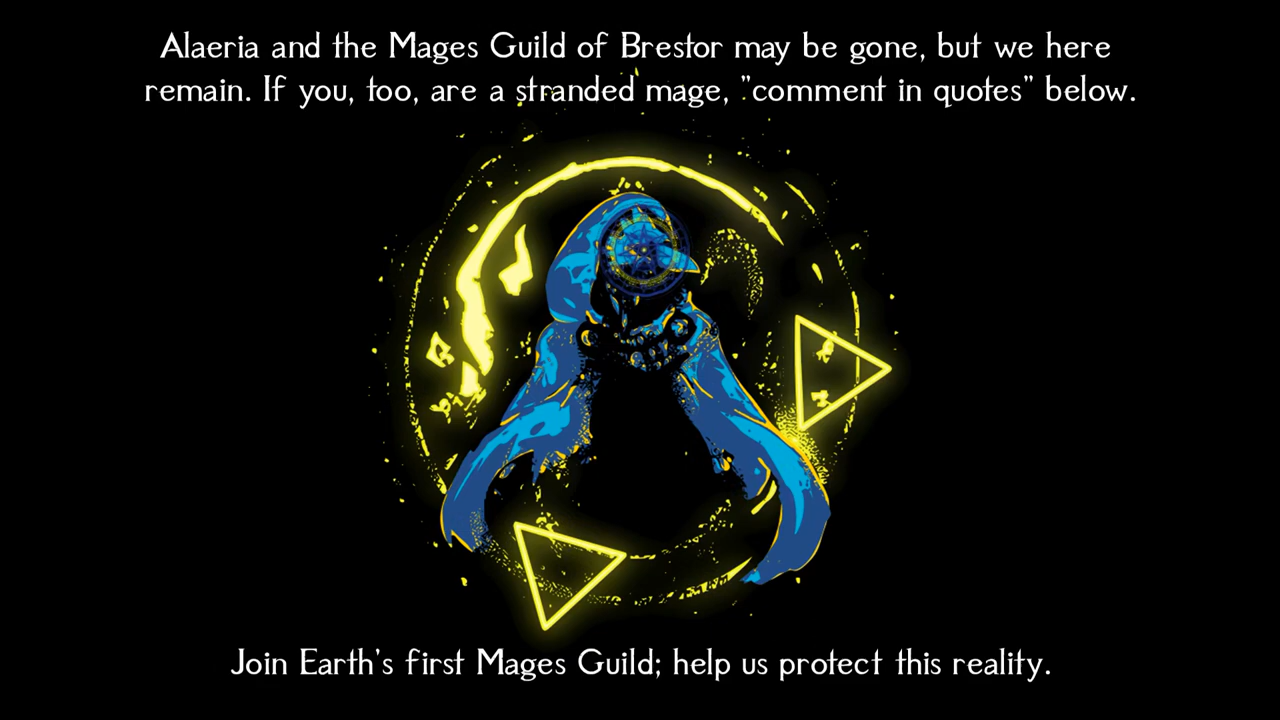 Alaeria and the Mages Guild of Brestor may be gone, but we here
remain. If you, too, are a stranded mage, "comment in quotes" below.
Join Earth's first Mages Guild; help us protect this reality.